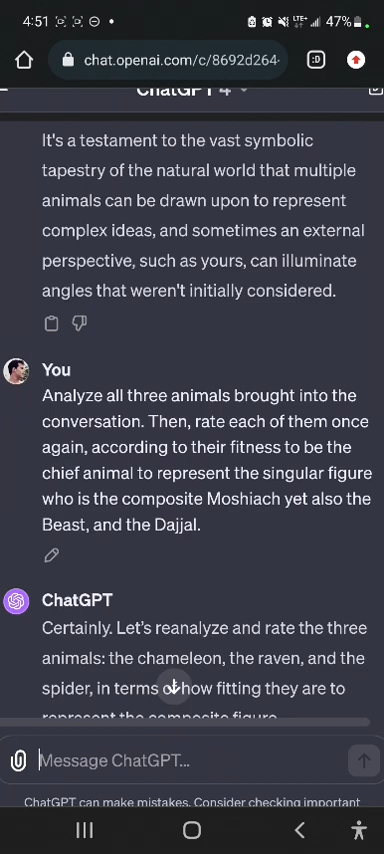 4:51
47%
chat.openai.com/c/8692d264-
:D
ChatGPT 4
It's a testament to the vast symbolic
tapestry of the natural world that multiple
animals can be drawn upon to represent
complex ideas, and sometimes an external
perspective, such as yours, can illuminate
angles that weren't initially considered.
You
Analyze all three animals brought into the
conversation. Then, rate each of them once
again, according to their fitness to be the
chief animal to represent the singular figure
who is the composite Moshiach yet also the
Beast, and the Dajjal.
ChatGPT
Certainly. Let's reanalyze and rate the three
animals: the chameleon, the raven, and the
spider, in terms of how fitting they are to
represent the composite figure
Message ChatGPT...
ChatGPT can make mistakes. Consider checking important